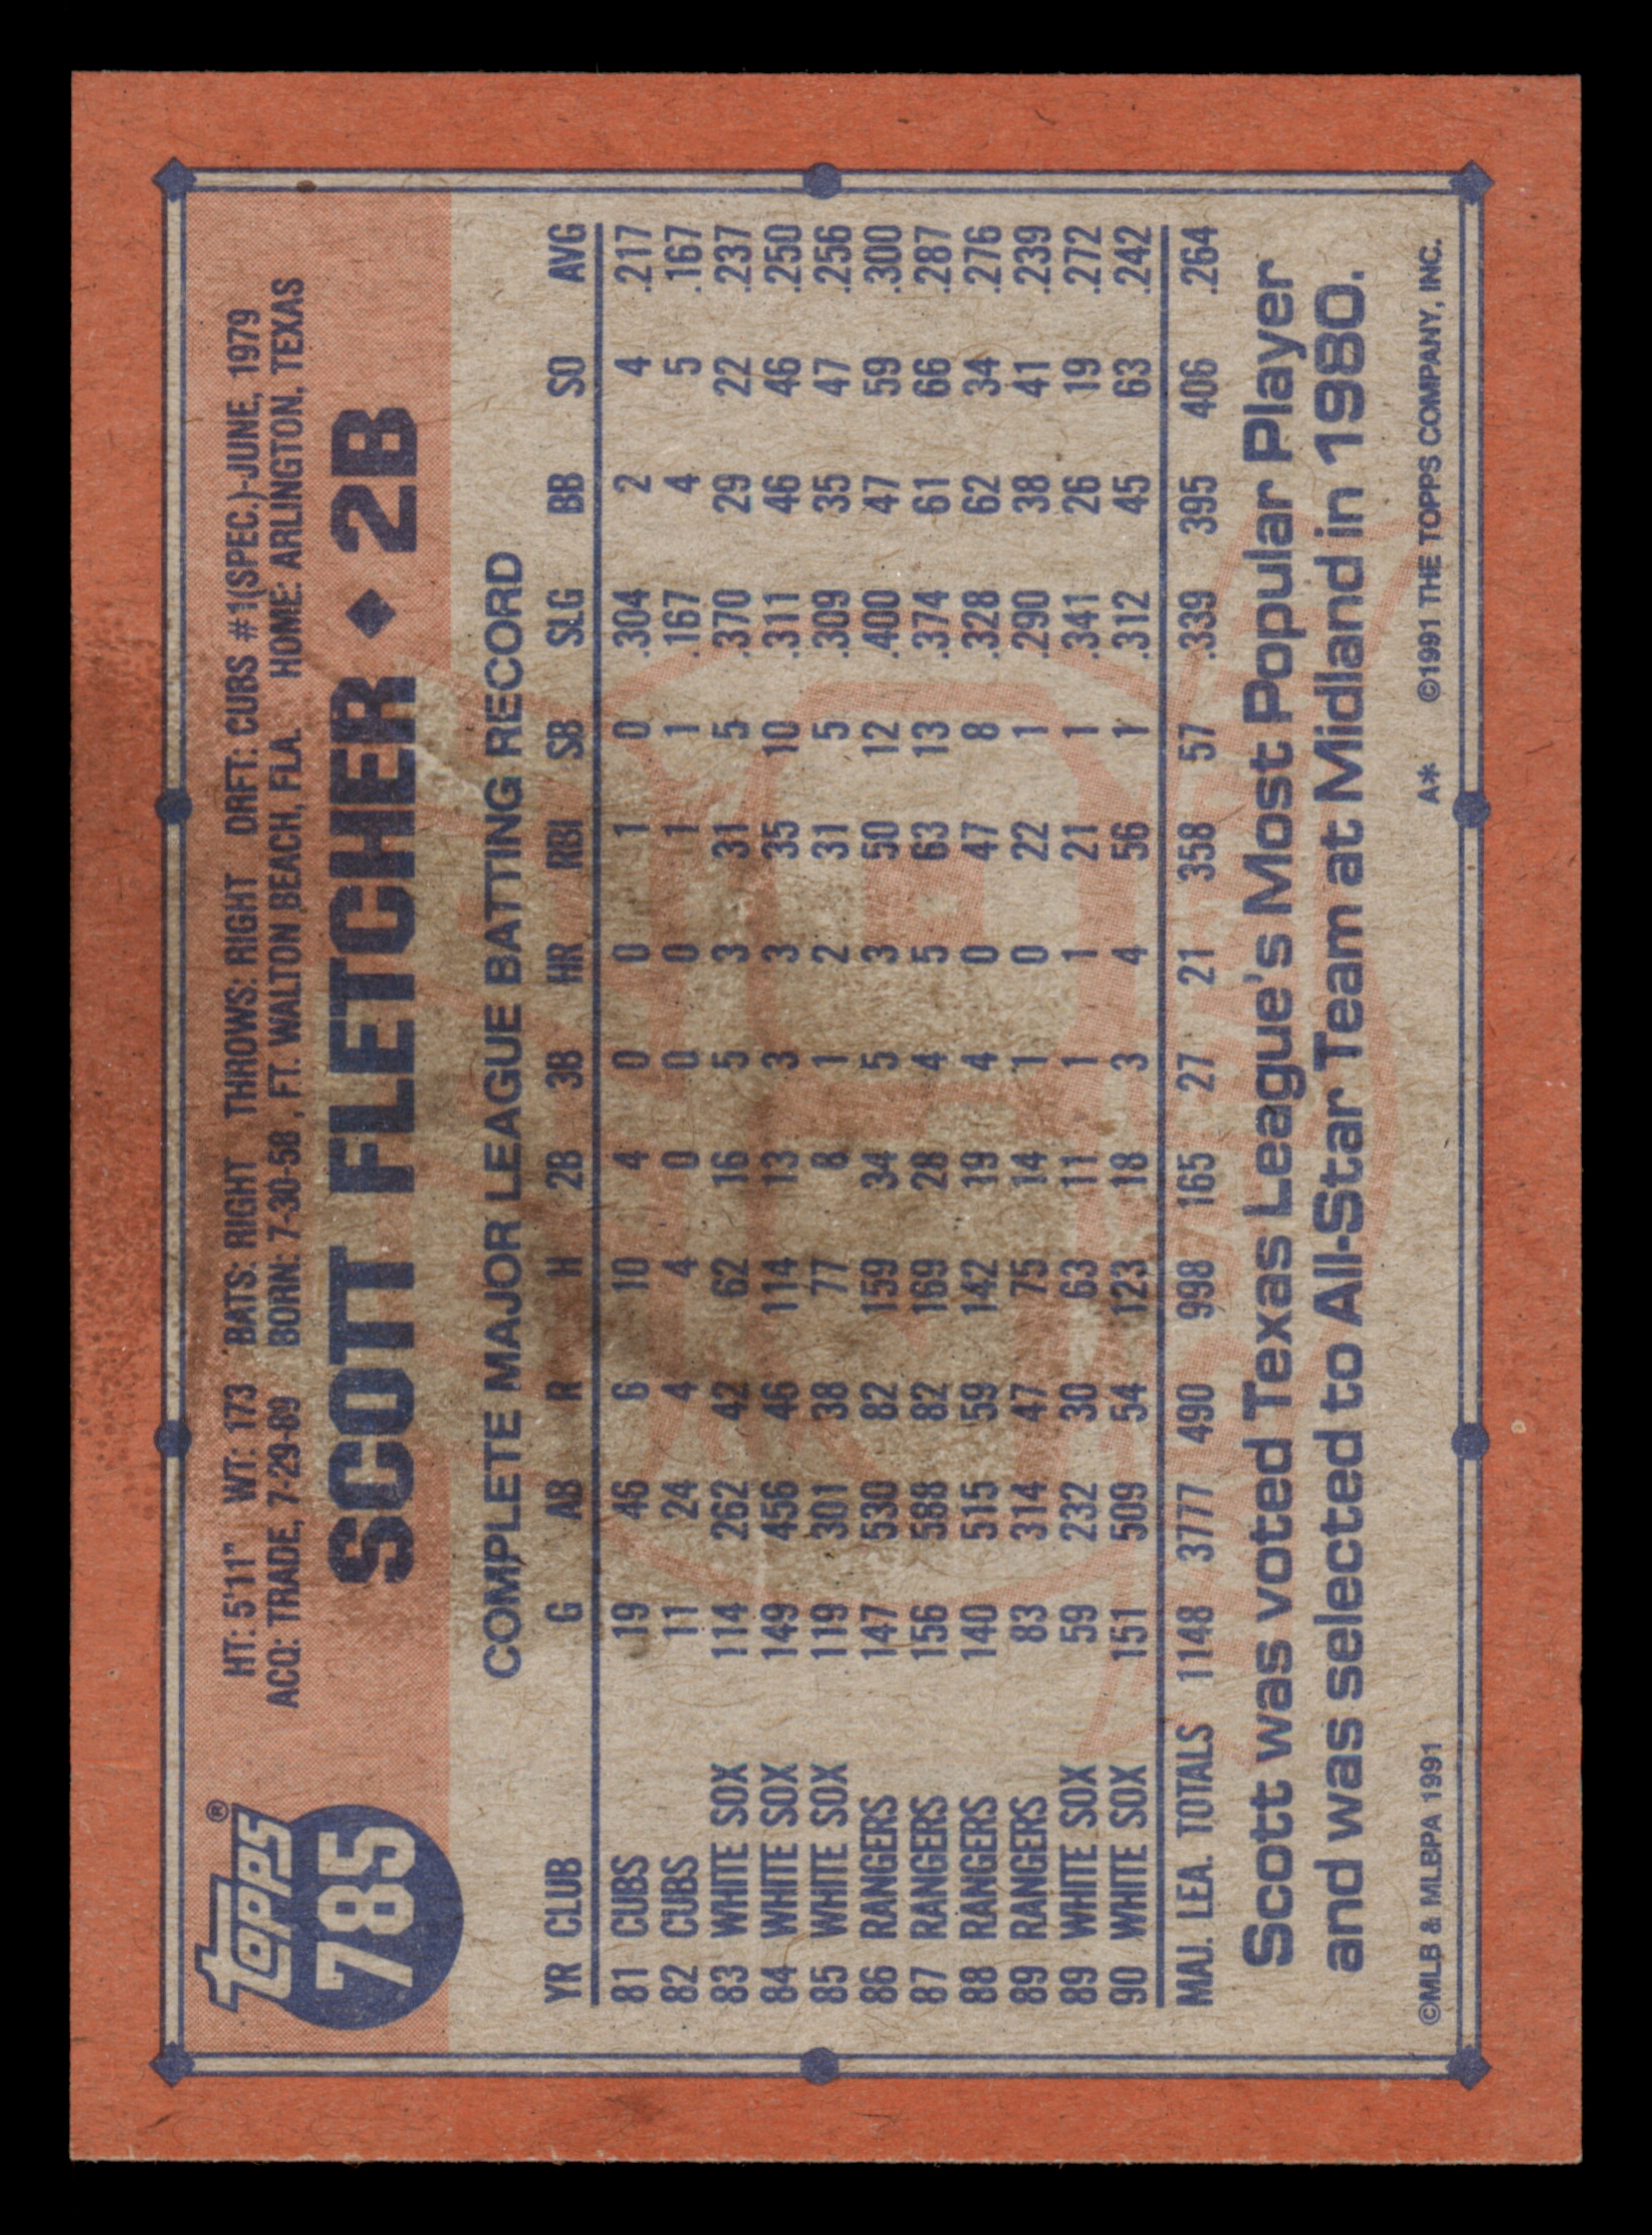 Topps®
785
HT: 5'11" WT: 173 BATS: RIGHT THROWS: RIGHT DRFT: CUBS #1(SPEC.)-JUNE, 1979
ACQ: TRADE, 7-29-89 BORN: 7-30-58, FT. WALTON BEACH, FLA. HOME: ARLINGTON, TEXAS
SCOTT FLETCHER ♦ 2B
COMPLETE MAJOR LEAGUE BATTING RECORD
YR CLUB G AB R H 2B 3B HR RBI SB SLG BB SO AVG
81 CUBS 19 46 6 10 4 0 0 1 0 .304 2 4 .217
82 CUBS 11 24 4 4 0 0 0 1 1 .167 4 5 .167
83 WHITE SOX 114 262 42 62 16 5 3 31 5 .370 29 22 .237
84 WHITE SOX 149 456 46 114 13 3 3 35 10 .311 46 46 .250
85 WHITE SOX 119 301 38 77 8 1 2 31 5 .309 35 47 .256
86 RANGERS 147 530 82 159 34 5 3 50 12 .400 47 59 .300
87 RANGERS 156 588 82 169 28 4 5 63 13 .374 61 66 .287
88 RANGERS 140 515 59 142 19 4 0 47 8 .328 62 34 .276
89 RANGERS 83 314 47 75 14 1 0 22 1 .290 38 41 .239
89 WHITE SOX 59 232 30 63 11 1 1 21 1 .341 26 19 .272
90 WHITE SOX 151 509 54 123 18 3 4 56 1 .312 45 63 .242
MAJ. LEA. TOTALS 1148 3777 490 998 165 27 21 358 57 .339 395 406 .264
Scott was voted Texas League's Most Popular Player
and was selected to All-Star Team at Midland in 1980.
©MLB & MLBPA 1991 A* ©1991 THE TOPPS COMPANY, INC.